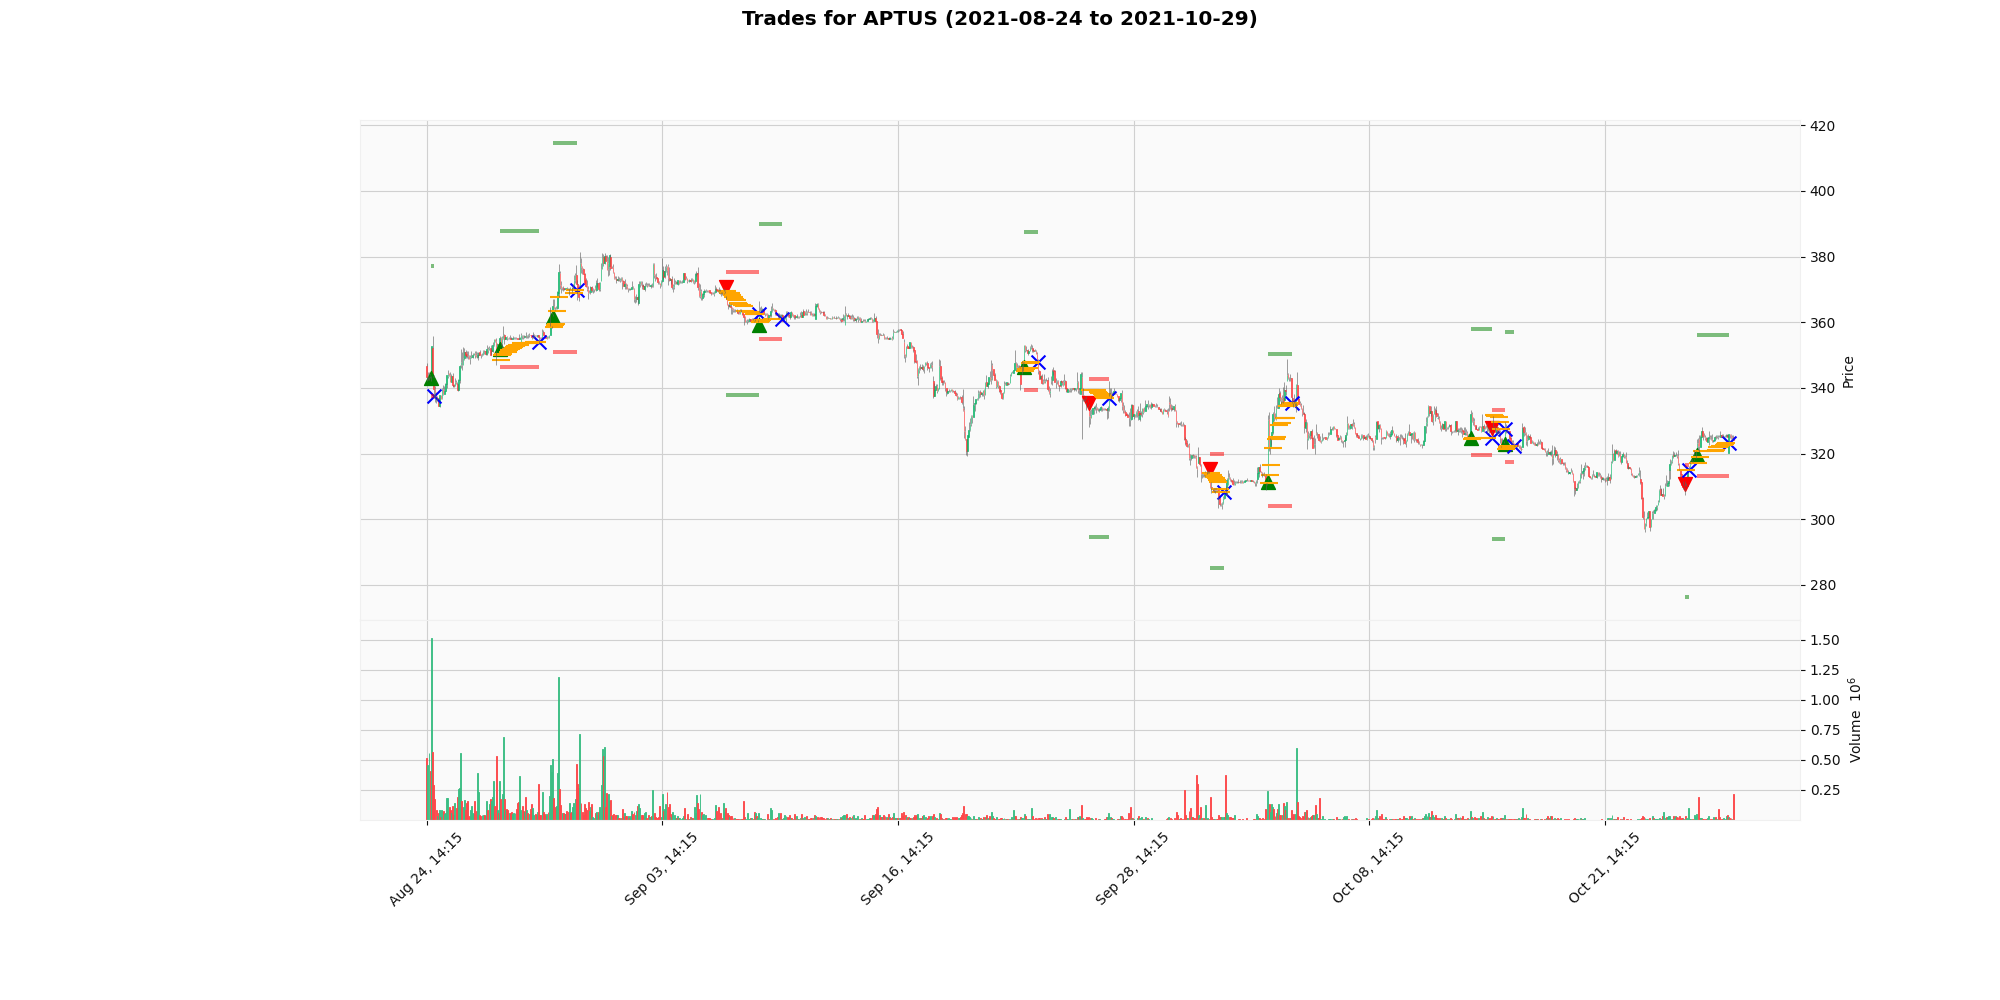 Trades for APTUS (2021-08-24 to 2021-10-29)
420
400
380
360
340
320
300
280
Price
1.50
1.25
1.00
0.75
0.50
0.25
Volume 10^6
Aug 24, 14:15
Sep 03, 14:15
Sep 16, 14:15
Sep 28, 14:15
Oct 08, 14:15
Oct 21, 14:15